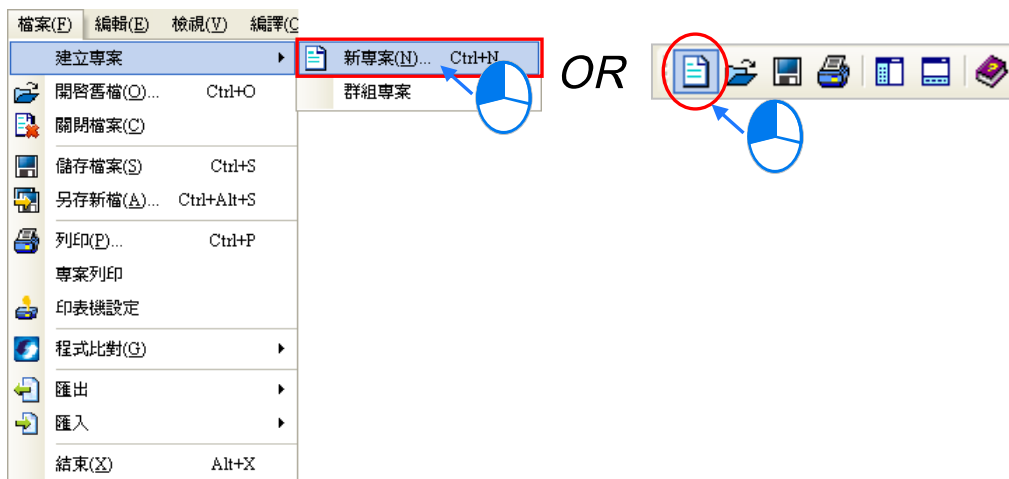 檔案(F) 編輯(E) 檢視(V) 編譯(C
建立專案
新專案(N)... Ctrl+N
群組專案
OR
開啓舊檔(O)... Ctrl+O
關閉檔案(C)
儲存檔案(S) Ctrl+S
另存新檔(A)... Ctrl+Alt+S
列印(P)... Ctrl+P
專案列印
印表機設定
程式比對(G)
匯出
匯入
結束(X) Alt+X